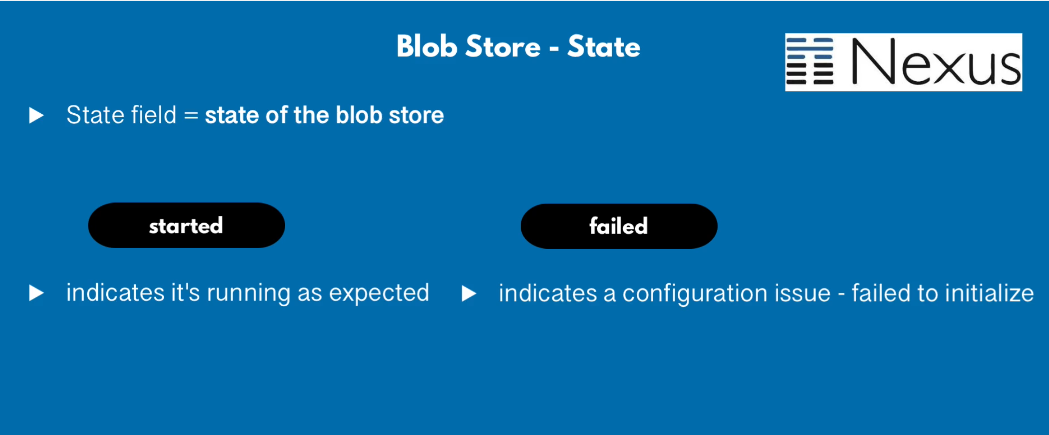 Blob Store - State
Nexus
▶ State field = state of the blob store
started
failed
▶ indicates it's running as expected
▶ indicates a configuration issue - failed to initialize